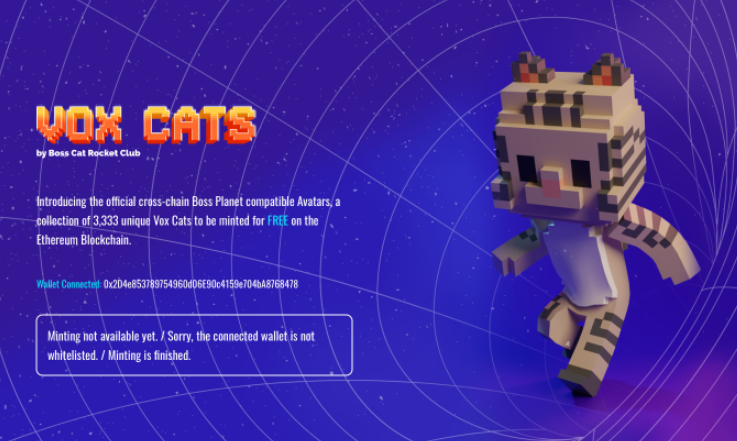 VOX CATS
by Boss Cat Rocket Club
Introducing the official cross-chain Boss Planet compatible Avatars, a
collection of 3,333 unique Vox Cats to be minted for FREE on the
Ethereum Blockchain.
Wallet Connected: 0x2D4e853789754960d06E90c4159e704bA8768478
Minting not available yet. / Sorry, the connected wallet is not
whitelisted. / Minting is finished.